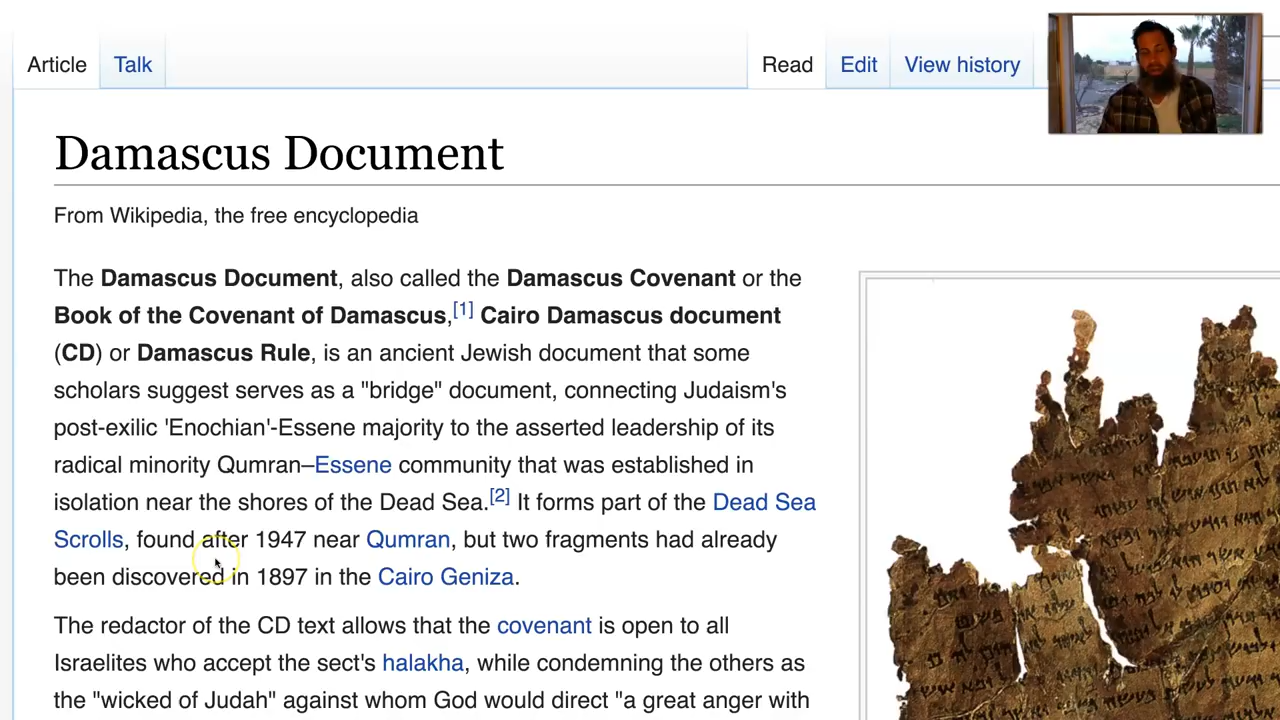 Article Talk Read Edit View history
Damascus Document
From Wikipedia, the free encyclopedia
The Damascus Document, also called the Damascus Covenant or the
Book of the Covenant of Damascus,[1] Cairo Damascus document
(CD) or Damascus Rule, is an ancient Jewish document that some
scholars suggest serves as a "bridge" document, connecting Judaism's
post-exilic 'Enochian'-Essene majority to the asserted leadership of its
radical minority Qumran–Essene community that was established in
isolation near the shores of the Dead Sea.[2] It forms part of the Dead Sea
Scrolls, found after 1947 near Qumran, but two fragments had already
been discovered in 1897 in the Cairo Geniza.
The redactor of the CD text allows that the covenant is open to all
Israelites who accept the sect's halakha, while condemning the others as
the "wicked of Judah" against whom God would direct "a great anger with